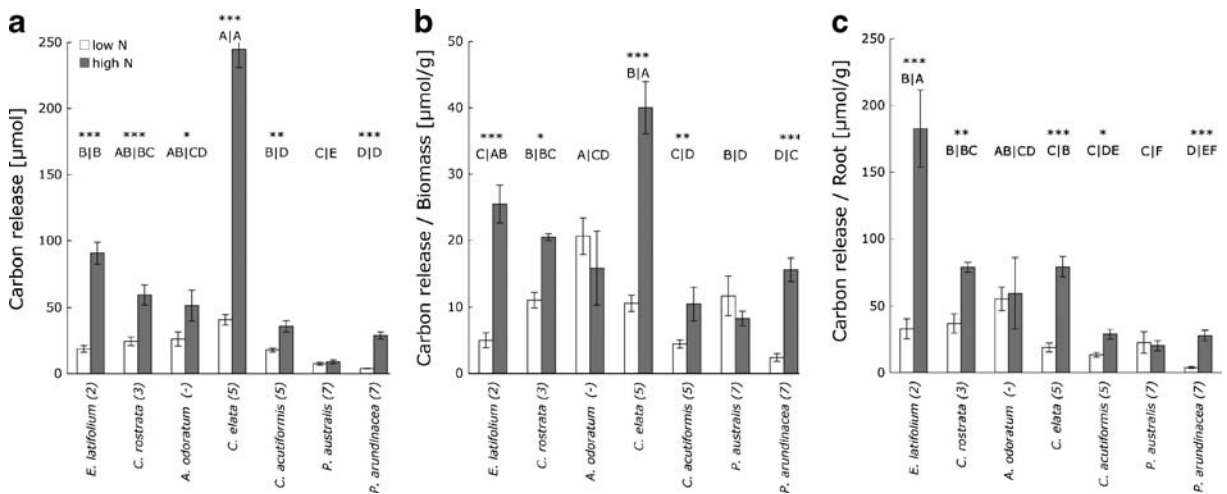 a
250
200
150
100
50
0
Carbon release [µmol]
low N
high N
***
A|A
*** *** * ** ***
B|B AB|BC AB|CD B|D C|E D|D
E. latifolium (2)
C. rostrata (3)
A. odoratum (-)
C. elata (5)
C. acutiformis (5)
P. australis (7)
P. arundinacea (7)
b
50
40
30
20
10
0
Carbon release / Biomass [µmol/g]
***
B|A
*** * ** ***
C|AB B|BC A|CD C|D B|D D|C
E. latifolium (2)
C. rostrata (3)
A. odoratum (-)
C. elata (5)
C. acutiformis (5)
P. australis (7)
P. arundinacea (7)
c
250
200
150
100
50
0
Carbon release / Root [µmol/g]
***
B|A
** *** * ***
B|BC AB|CD C|B C|DE C|F D|EF
E. latifolium (2)
C. rostrata (3)
A. odoratum (-)
C. elata (5)
C. acutiformis (5)
P. australis (7)
P. arundinacea (7)